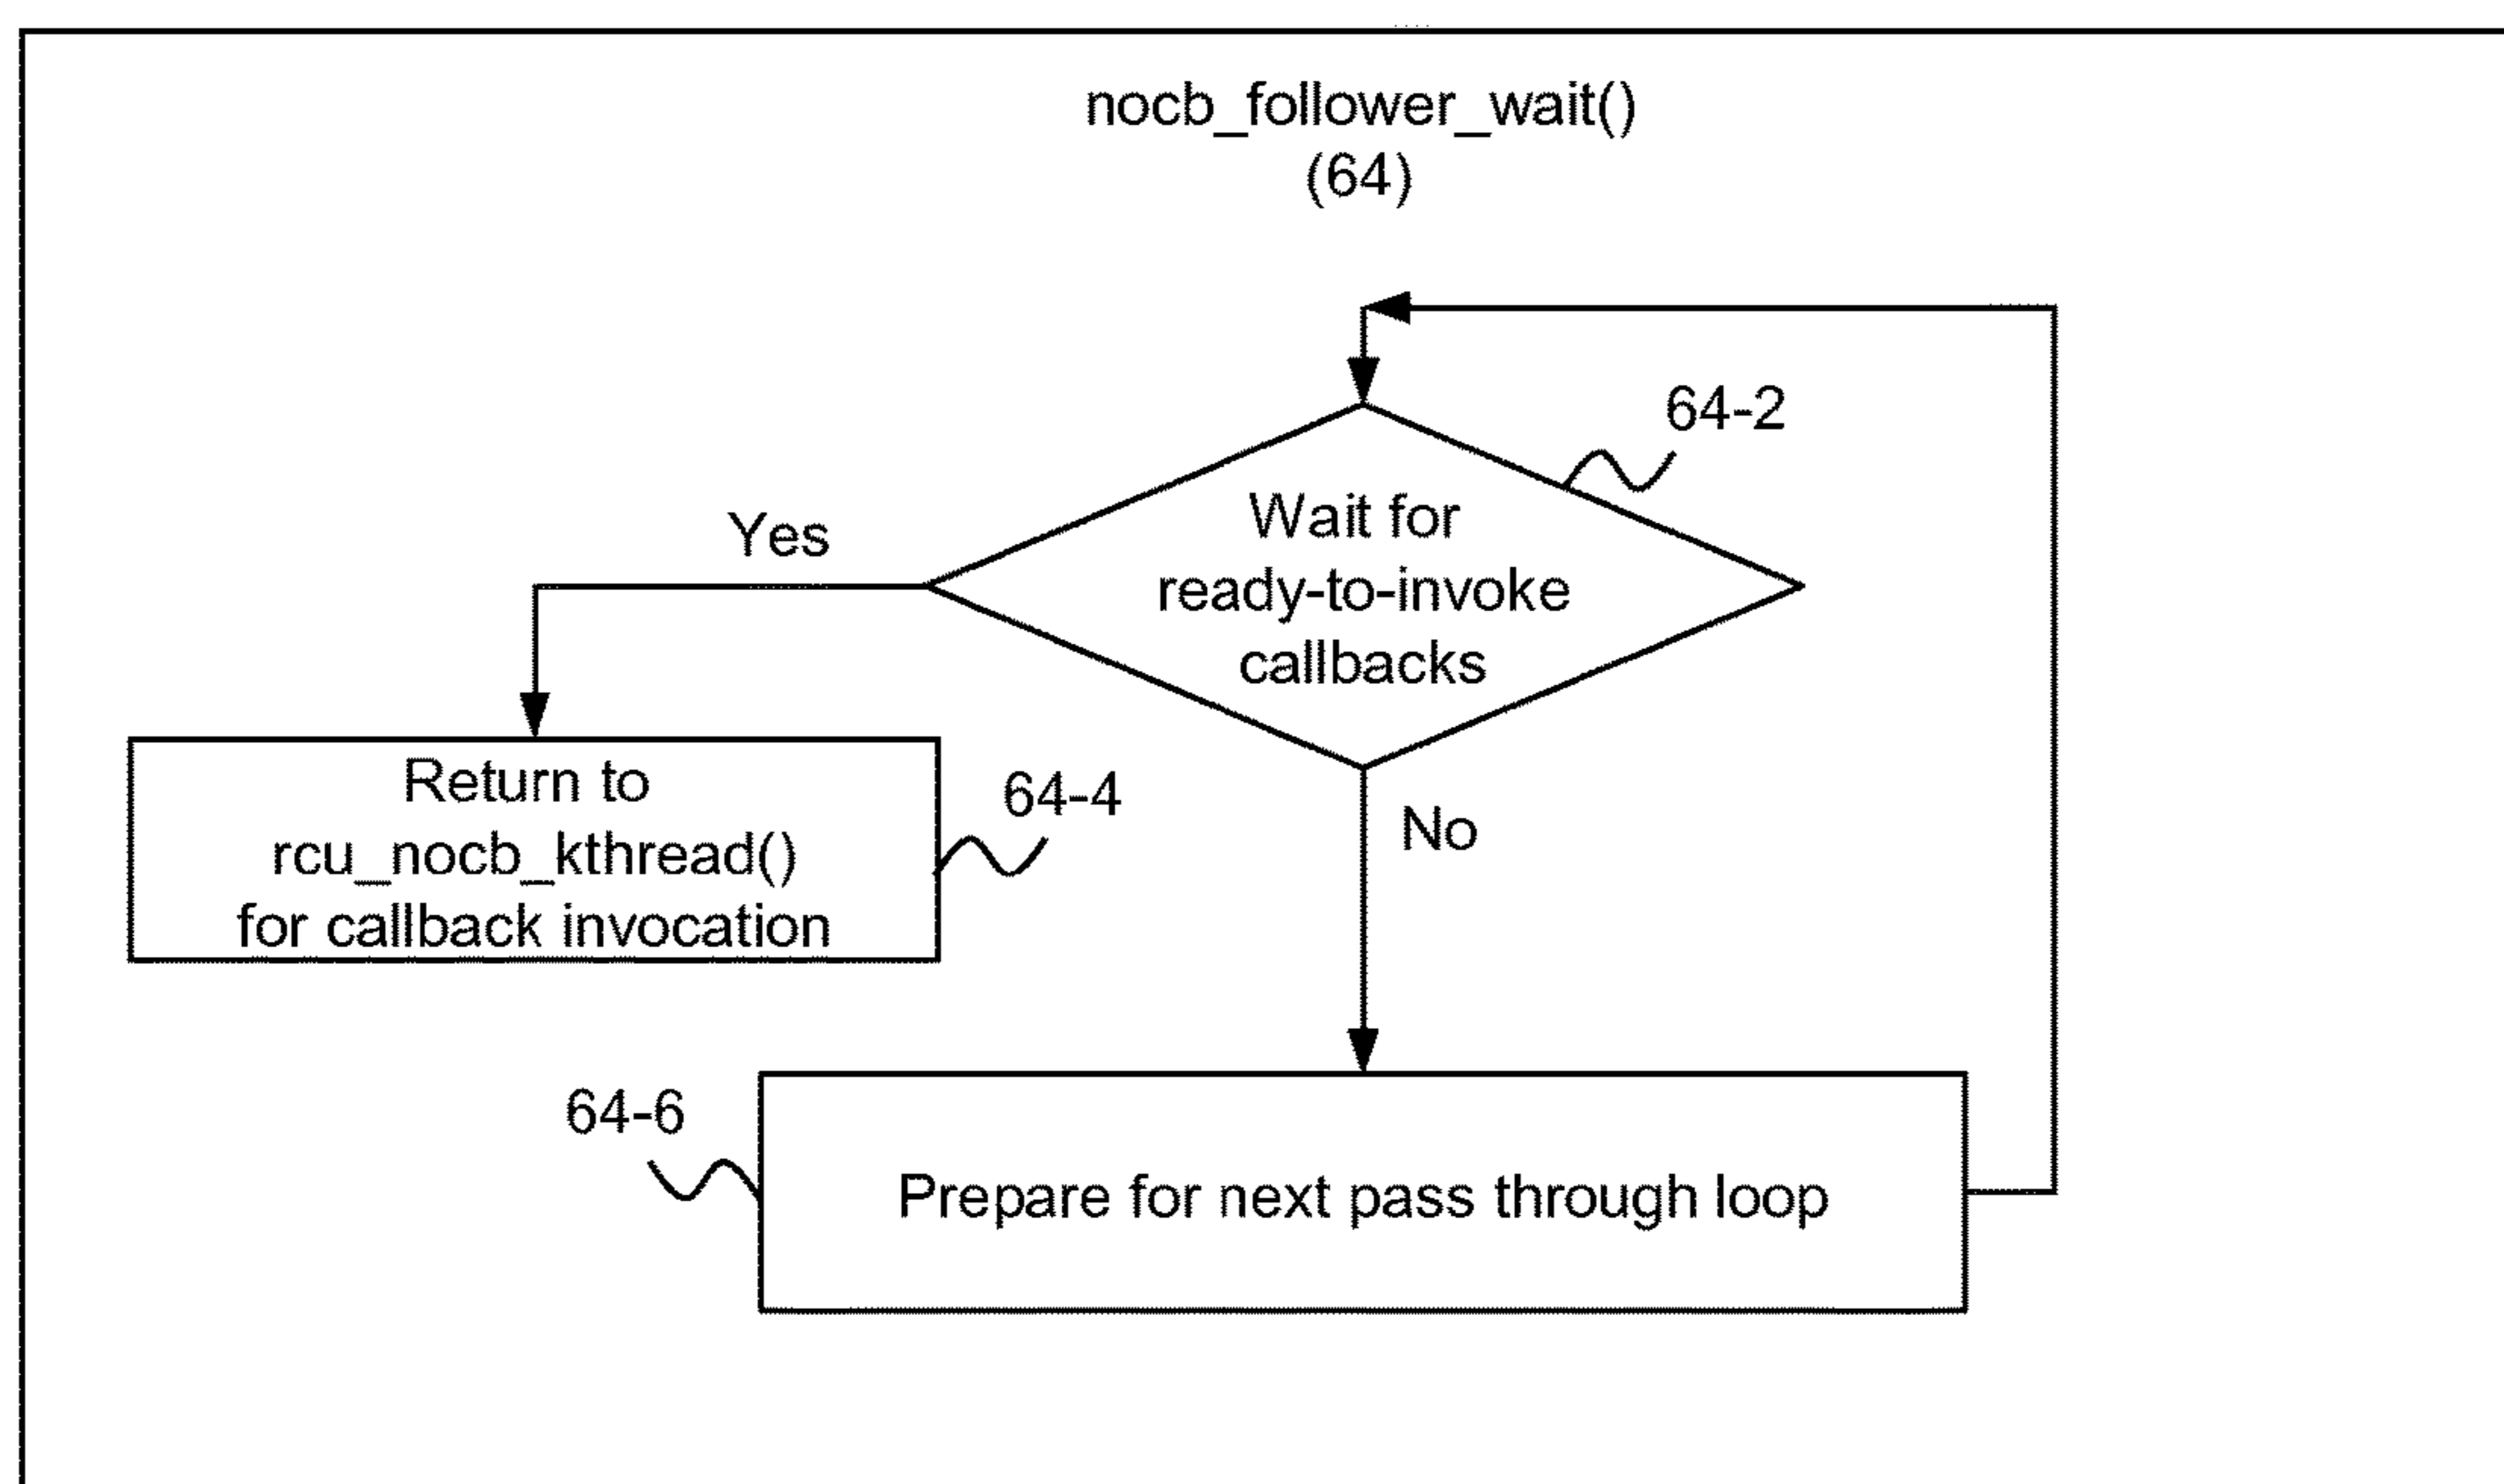 nocb_follower_wait()
(64)
64-2
Wait for
ready-to-invoke
callbacks
Yes
No
Return to
rcu_nocb_kthread()
for callback invocation
64-4
64-6
Prepare for next pass through loop